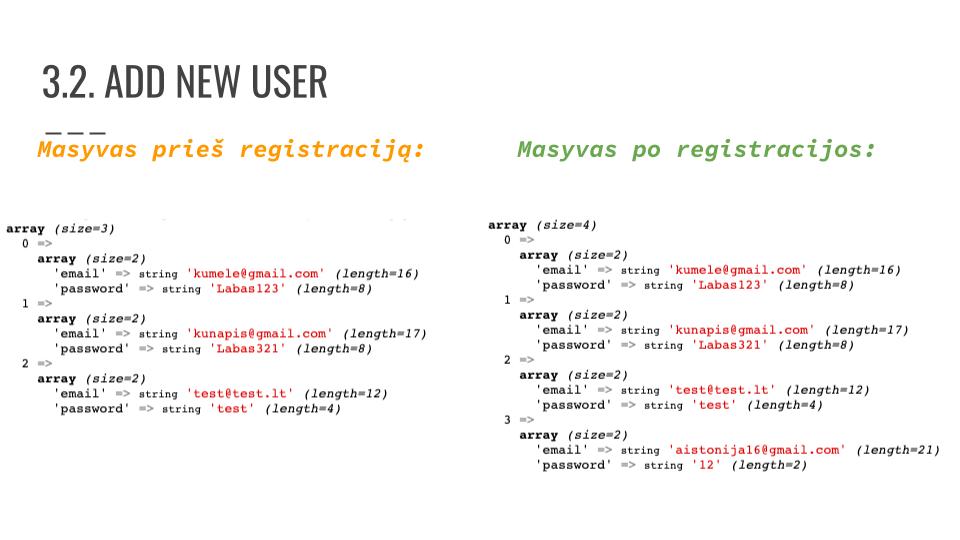 3.2. ADD NEW USER
Masyvas prieš registraciją:
array (size=3)
0 =>
array (size=2)
'email' => string 'kumele@gmail.com' (length=16)
'password' => string 'Labas123' (length=8)
1 =>
array (size=2)
'email' => string 'kunapis@gmail.com' (length=17)
'password' => string 'Labas321' (length=8)
2 =>
array (size=2)
'email' => string 'test@test.lt' (length=12)
'password' => string 'test' (length=4)
Masyvas po registracijos:
array (size=4)
0 =>
array (size=2)
'email' => string 'kumele@gmail.com' (length=16)
'password' => string 'Labas123' (length=8)
1 =>
array (size=2)
'email' => string 'kunapis@gmail.com' (length=17)
'password' => string 'Labas321' (length=8)
2 =>
array (size=2)
'email' => string 'test@test.lt' (length=12)
'password' => string 'test' (length=4)
3 =>
array (size=2)
'email' => string 'aistonija16@gmail.com' (length=21)
'password' => string '12' (length=2)